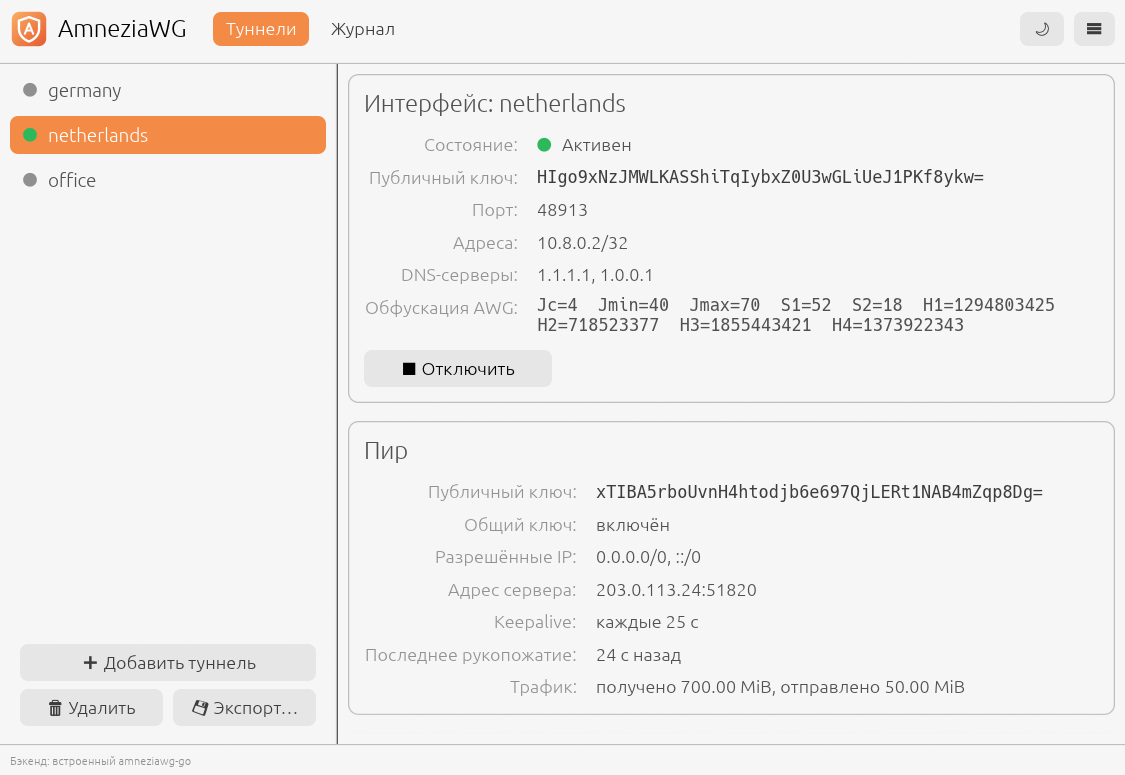 AmneziaWG
Туннели
Журнал
germany
netherlands
office
Интерфейс: netherlands
Состояние: Активен
Публичный ключ: HIgo9xNzJMWLKASShiTqIybxZ0U3wGLiUeJ1PKf8ykw=
Порт: 48913
Адреса: 10.8.0.2/32
DNS-серверы: 1.1.1.1, 1.0.0.1
Обфускация AWG: Jc=4 Jmin=40 Jmax=70 S1=52 S2=18 H1=1294803425
H2=718523377 H3=1855443421 H4=1373922343
Отключить
Пир
Публичный ключ: xTIBA5rboUvnH4htodjb6e697QjLERt1NAB4mZqp8Dg=
Общий ключ: включён
Разрешённые IP: 0.0.0.0/0, ::/0
Адрес сервера: 203.0.113.24:51820
Keepalive: каждые 25 с
Последнее рукопожатие: 24 с назад
Трафик: получено 700.00 MiB, отправлено 50.00 MiB
Добавить туннель
Удалить
Экспорт…
Бэкенд: встроенный amneziawg-go